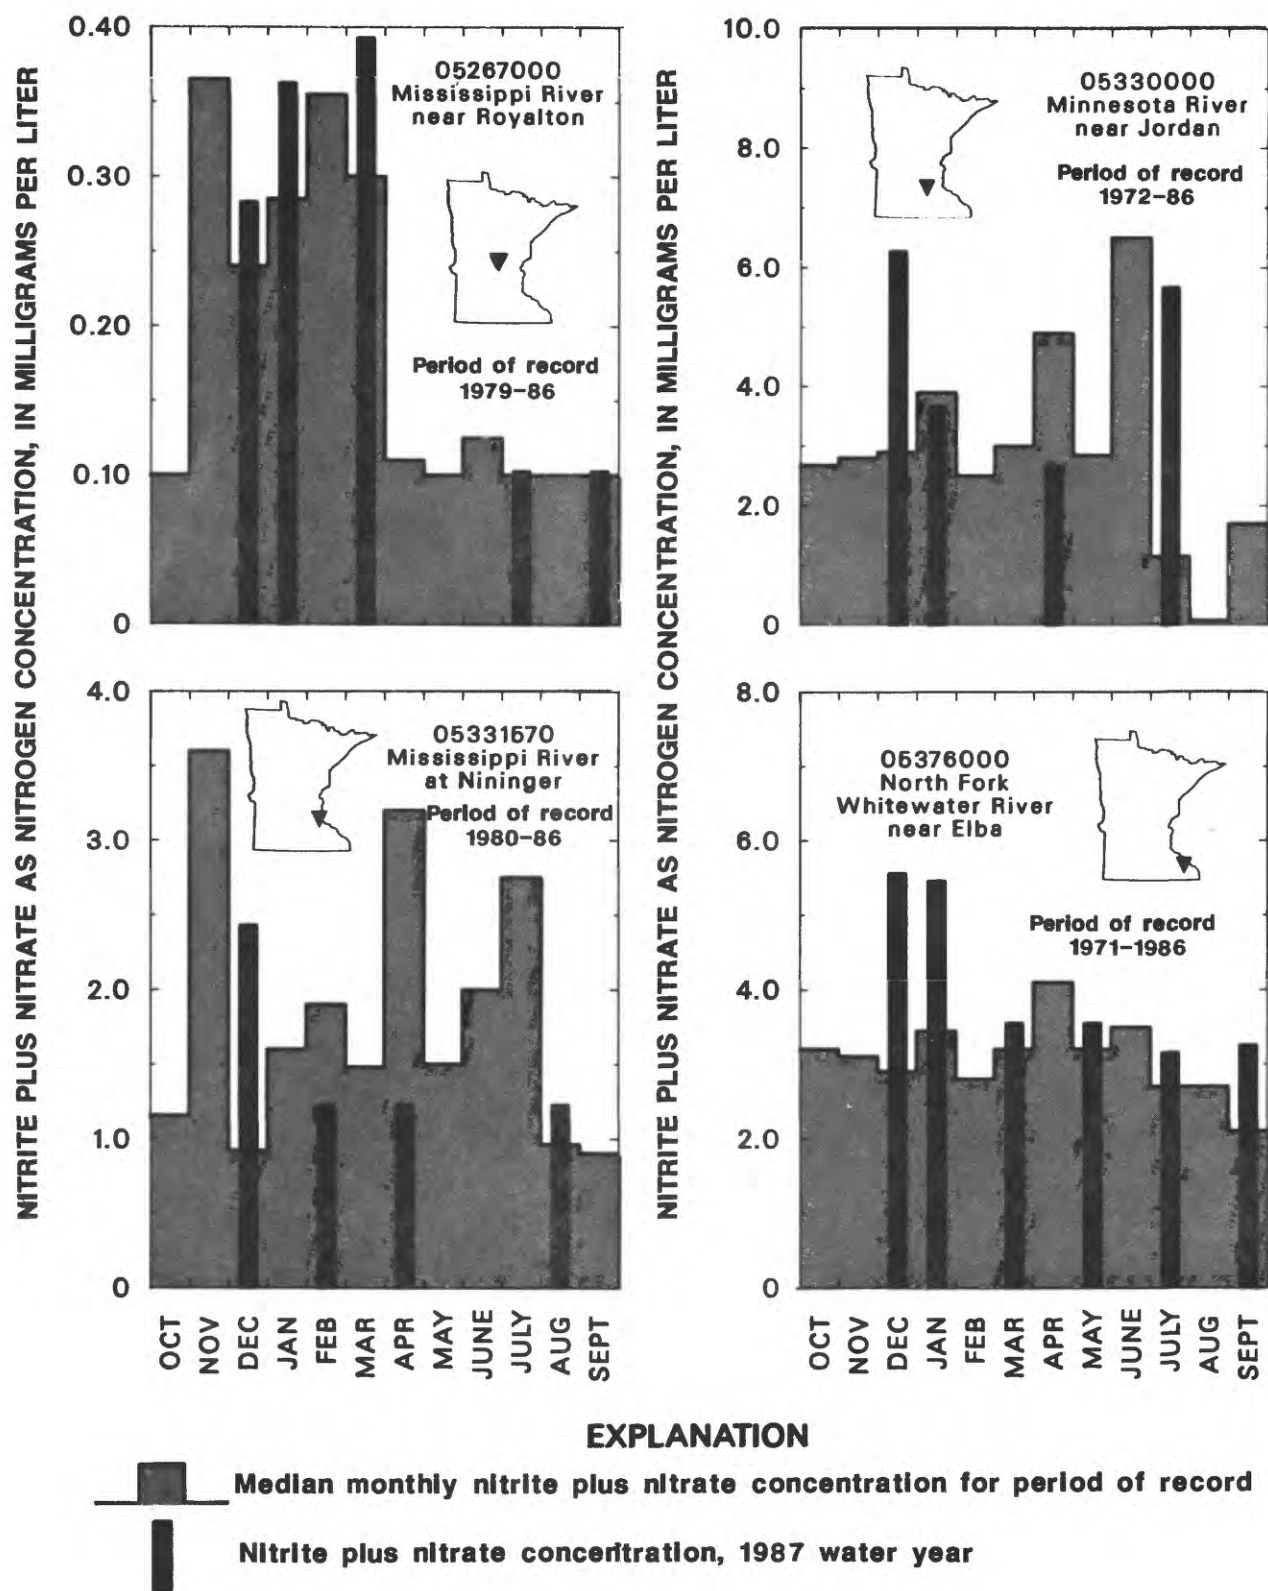 NITRITE PLUS NITRATE AS NITROGEN CONCENTRATION, IN MILLIGRAMS PER LITER
0.40
0.30
0.20
0.10
0
05267000
Mississippi River
near Royalton
Period of record
1979-86
NITRITE PLUS NITRATE AS NITROGEN CONCENTRATION, IN MILLIGRAMS PER LITER
10.0
8.0
6.0
4.0
2.0
0
05330000
Minnesota River
near Jordan
Period of record
1972-86
4.0
3.0
2.0
1.0
0
05331570
Mississippi River
at Nininger
Period of record
1980-86
OCT
NOV
DEC
JAN
FEB
MAR
APR
MAY
JUNE
JULY
AUG
SEPT
8.0
6.0
4.0
2.0
0
05376000
North Fork
Whitewater River
near Elba
Period of record
1971-1986
OCT
NOV
DEC
JAN
FEB
MAR
APR
MAY
JUNE
JULY
AUG
SEPT
EXPLANATION
Median monthly nitrite plus nitrate concentration for period of record
Nitrite plus nitrate concentration, 1987 water year